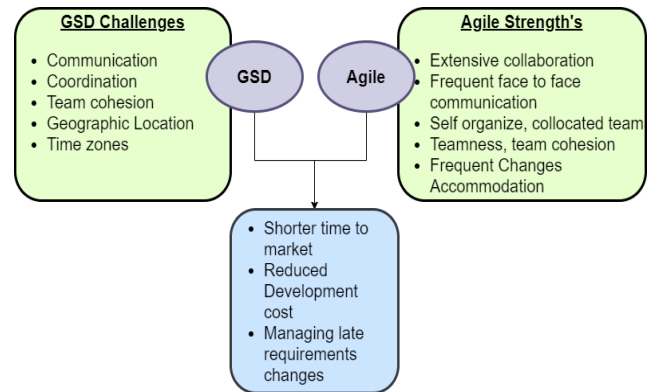 GSD Challenges
• Communication
• Coordination
• Team cohesion
• Geographic Location
• Time zones
GSD
Agile
Agile Strength's
• Extensive collaboration
• Frequent face to face
communication
• Self organize, collocated team
• Teamness, team cohesion
• Frequent Changes
Accommodation
• Shorter time to
market
• Reduced
Development
cost
• Managing late
requirements
changes